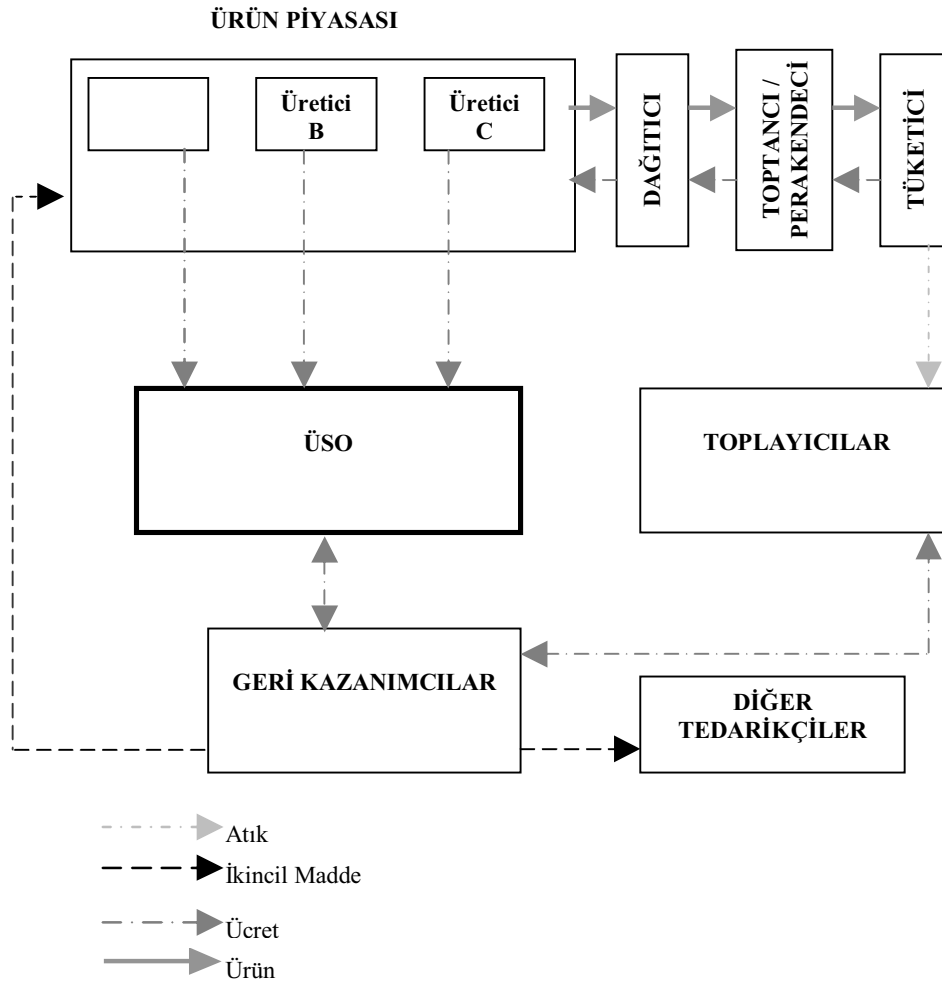 ÜRÜN PİYASASI
Üretici
B
Üretici
C
DAĞITICI
TOPTANCI /
PERAKENDECİ
TÜKETİCİ
ÜSO
TOPLAYICILAR
GERİ KAZANIMCILAR
DİĞER
TEDARİKÇİLER
Atık
İkincil Madde
Ücret
Ürün